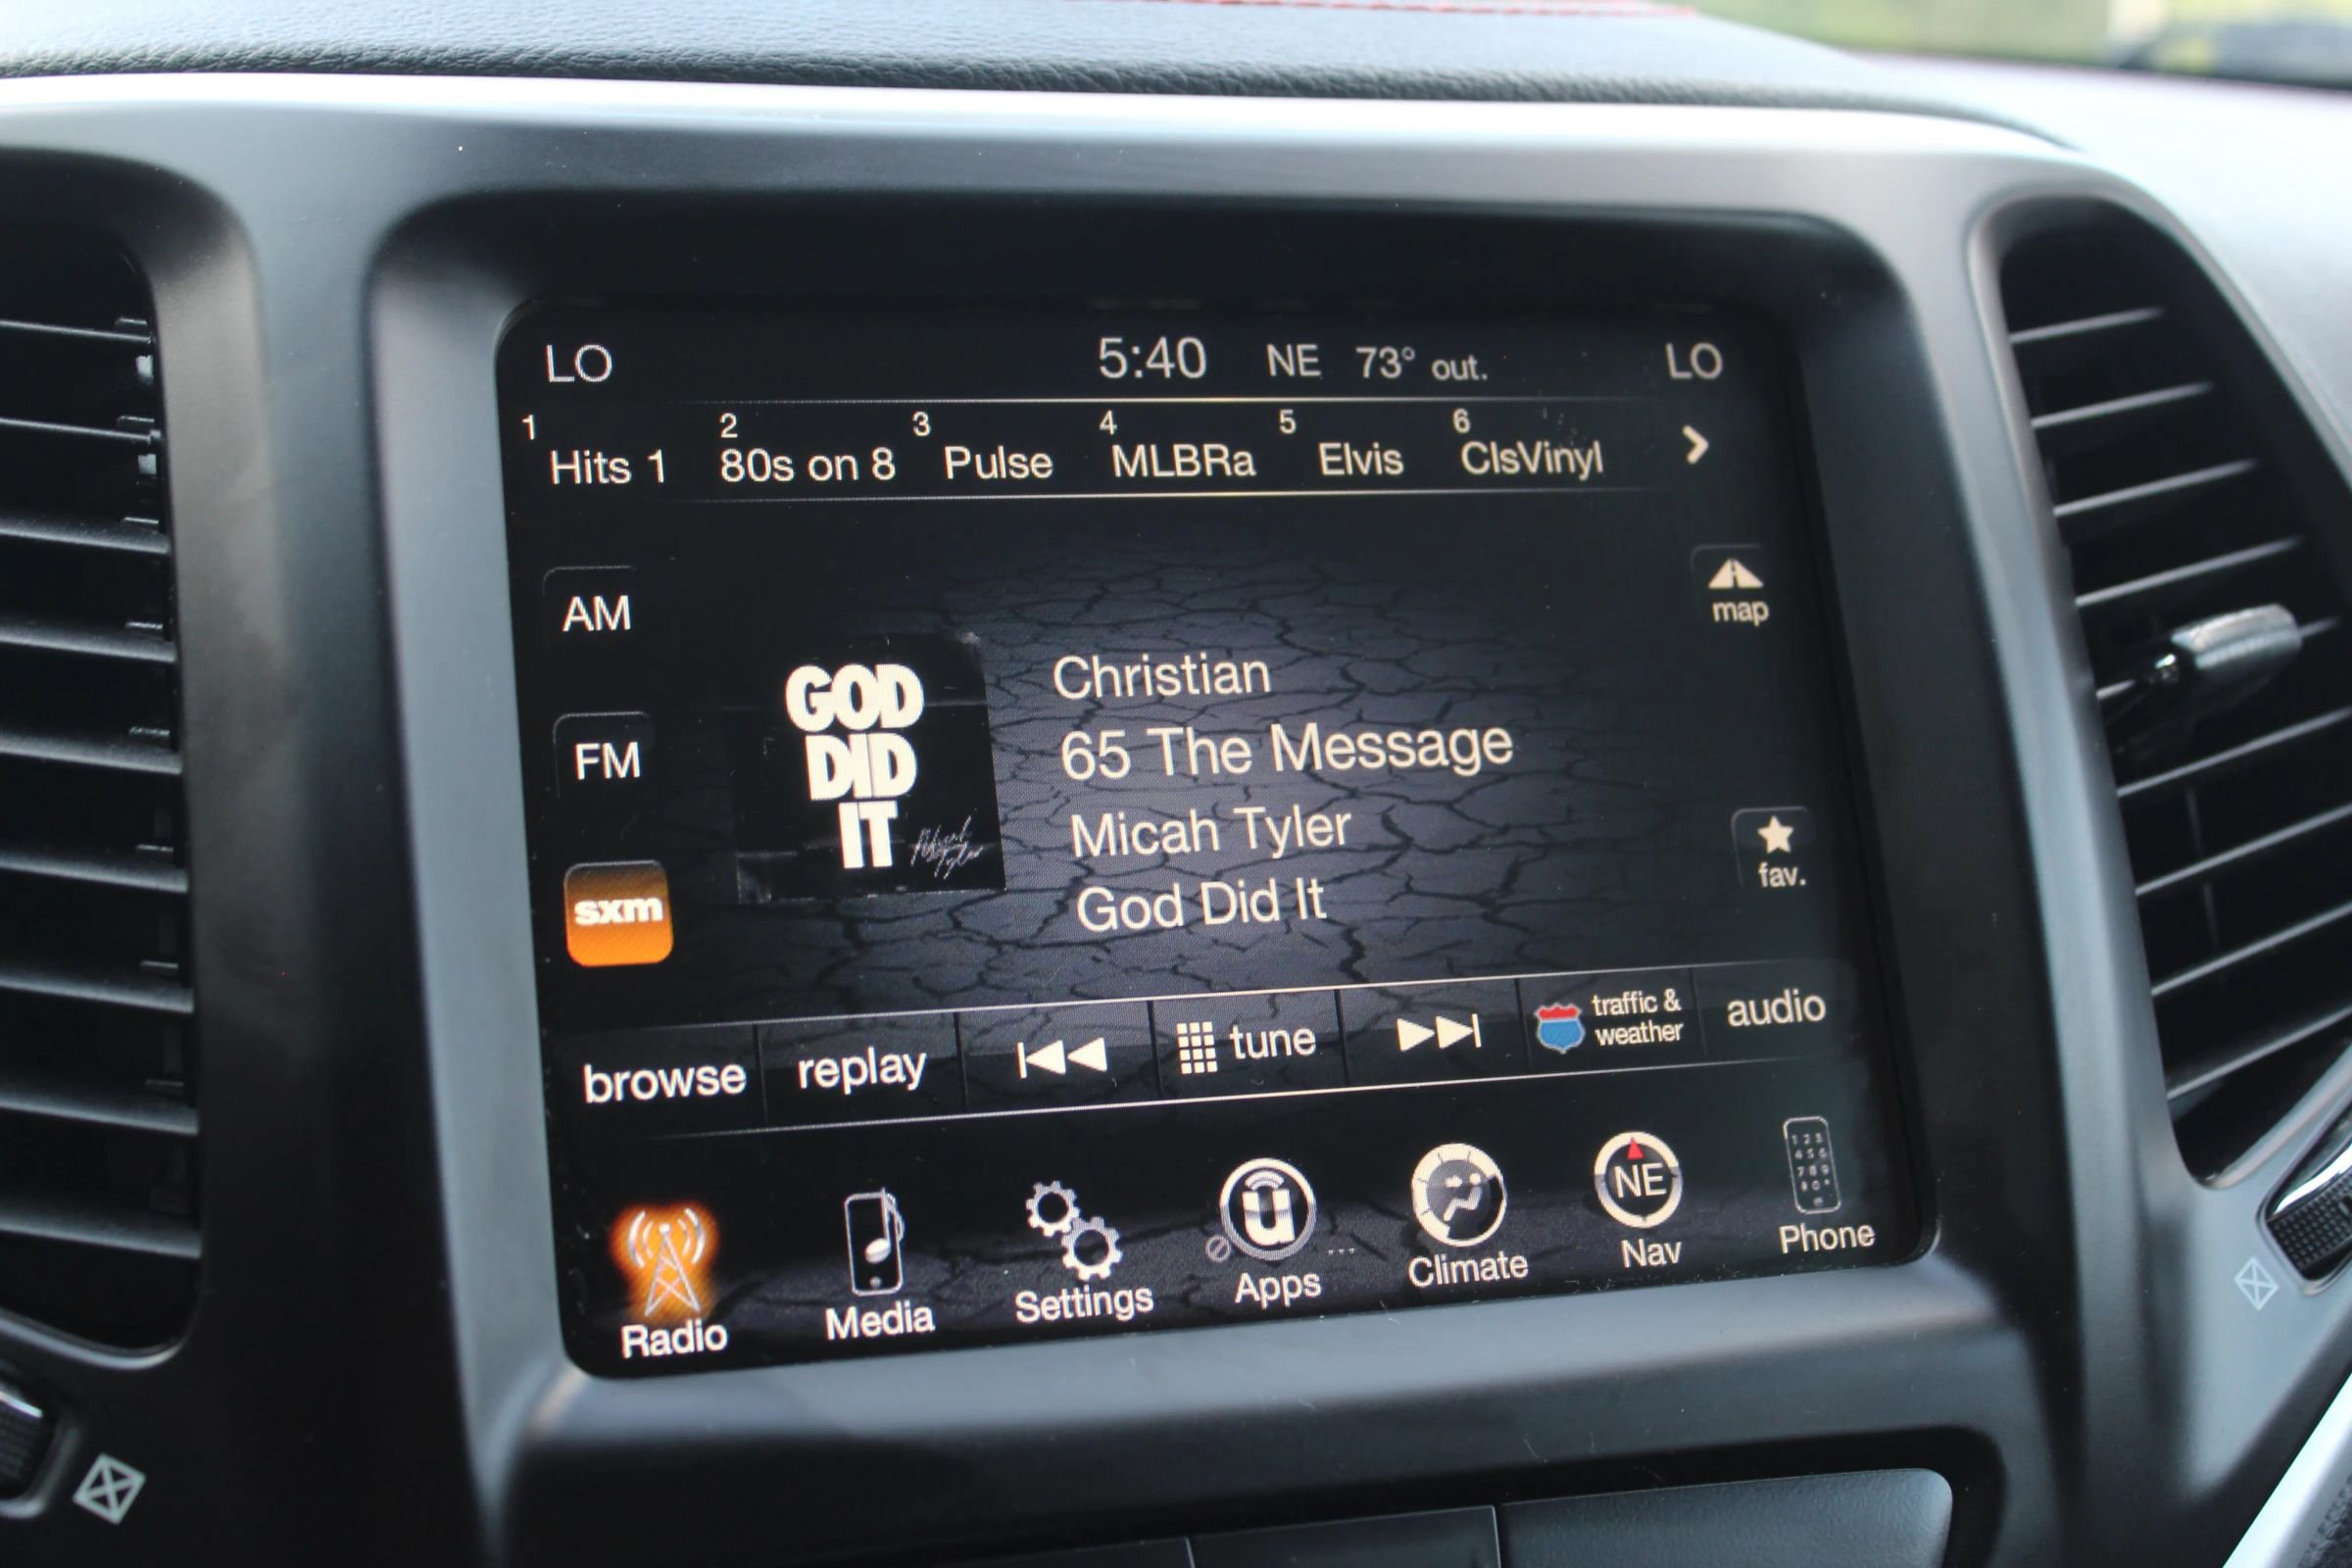 LO 5:40 NE 73° out. LO
1 2 3 4 5 6
Hits 1 80s on 8 Pulse MLBRa Elvis ClsVinyl
AM
map
GOD
DID
IT
Micah
Tyler
Christian
FM
65 The Message
Micah Tyler
fav.
sxm
God Did It
browse replay tune traffic &
weather audio
NE
Radio Media Settings Apps Climate Nav Phone